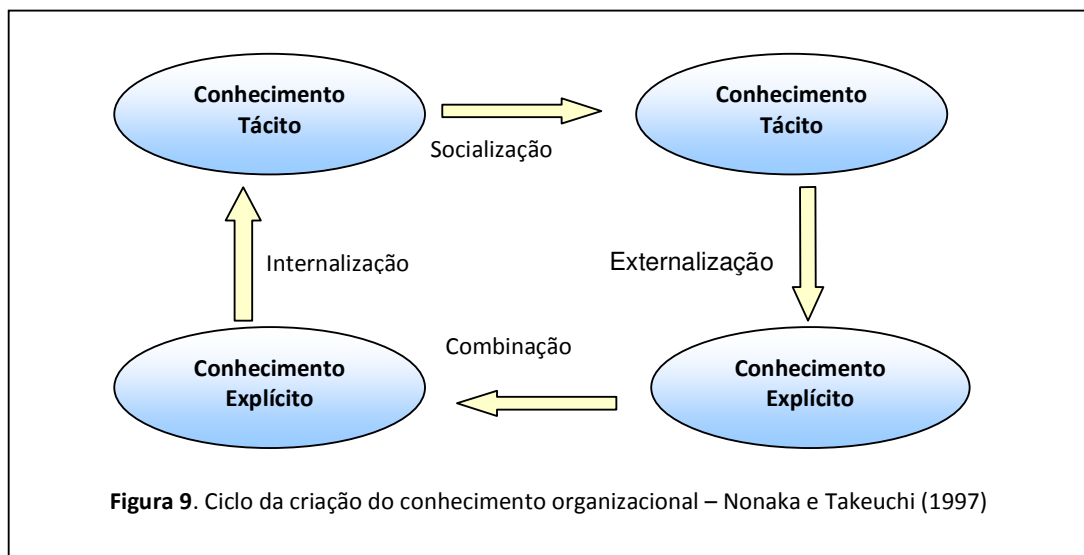 Conhecimento
Tácito
Socialização
Conhecimento
Tácito
Externalização
Conhecimento
Explícito
Combinação
Conhecimento
Explícito
Internalização
Figura 9. Ciclo da criação do conhecimento organizacional – Nonaka e Takeuchi (1997)